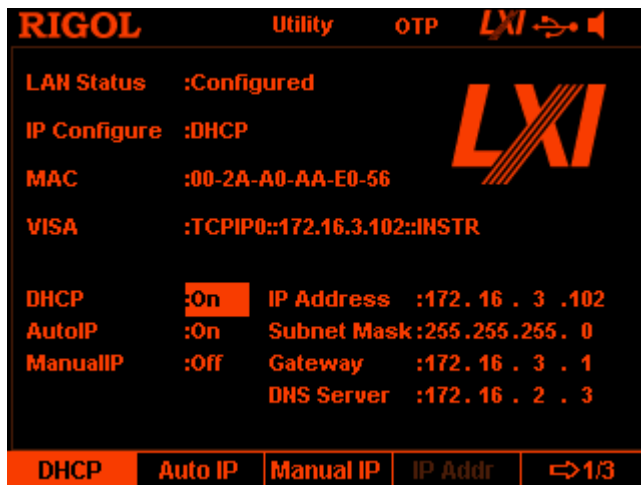 RIGOL Utility OTP LXI
LAN Status :Configured
LXI
IP Configure :DHCP
MAC :00-2A-A0-AA-E0-56
VISA :TCPIP0::172.16.3.102::INSTR
DHCP :On IP Address :172. 16 . 3 .102
AutoIP :On Subnet Mask :255.255.255. 0
ManualIP :Off Gateway :172. 16 . 3 . 1
DNS Server :172. 16 . 2 . 3
DHCP Auto IP Manual IP IP Addr ⇨1/3